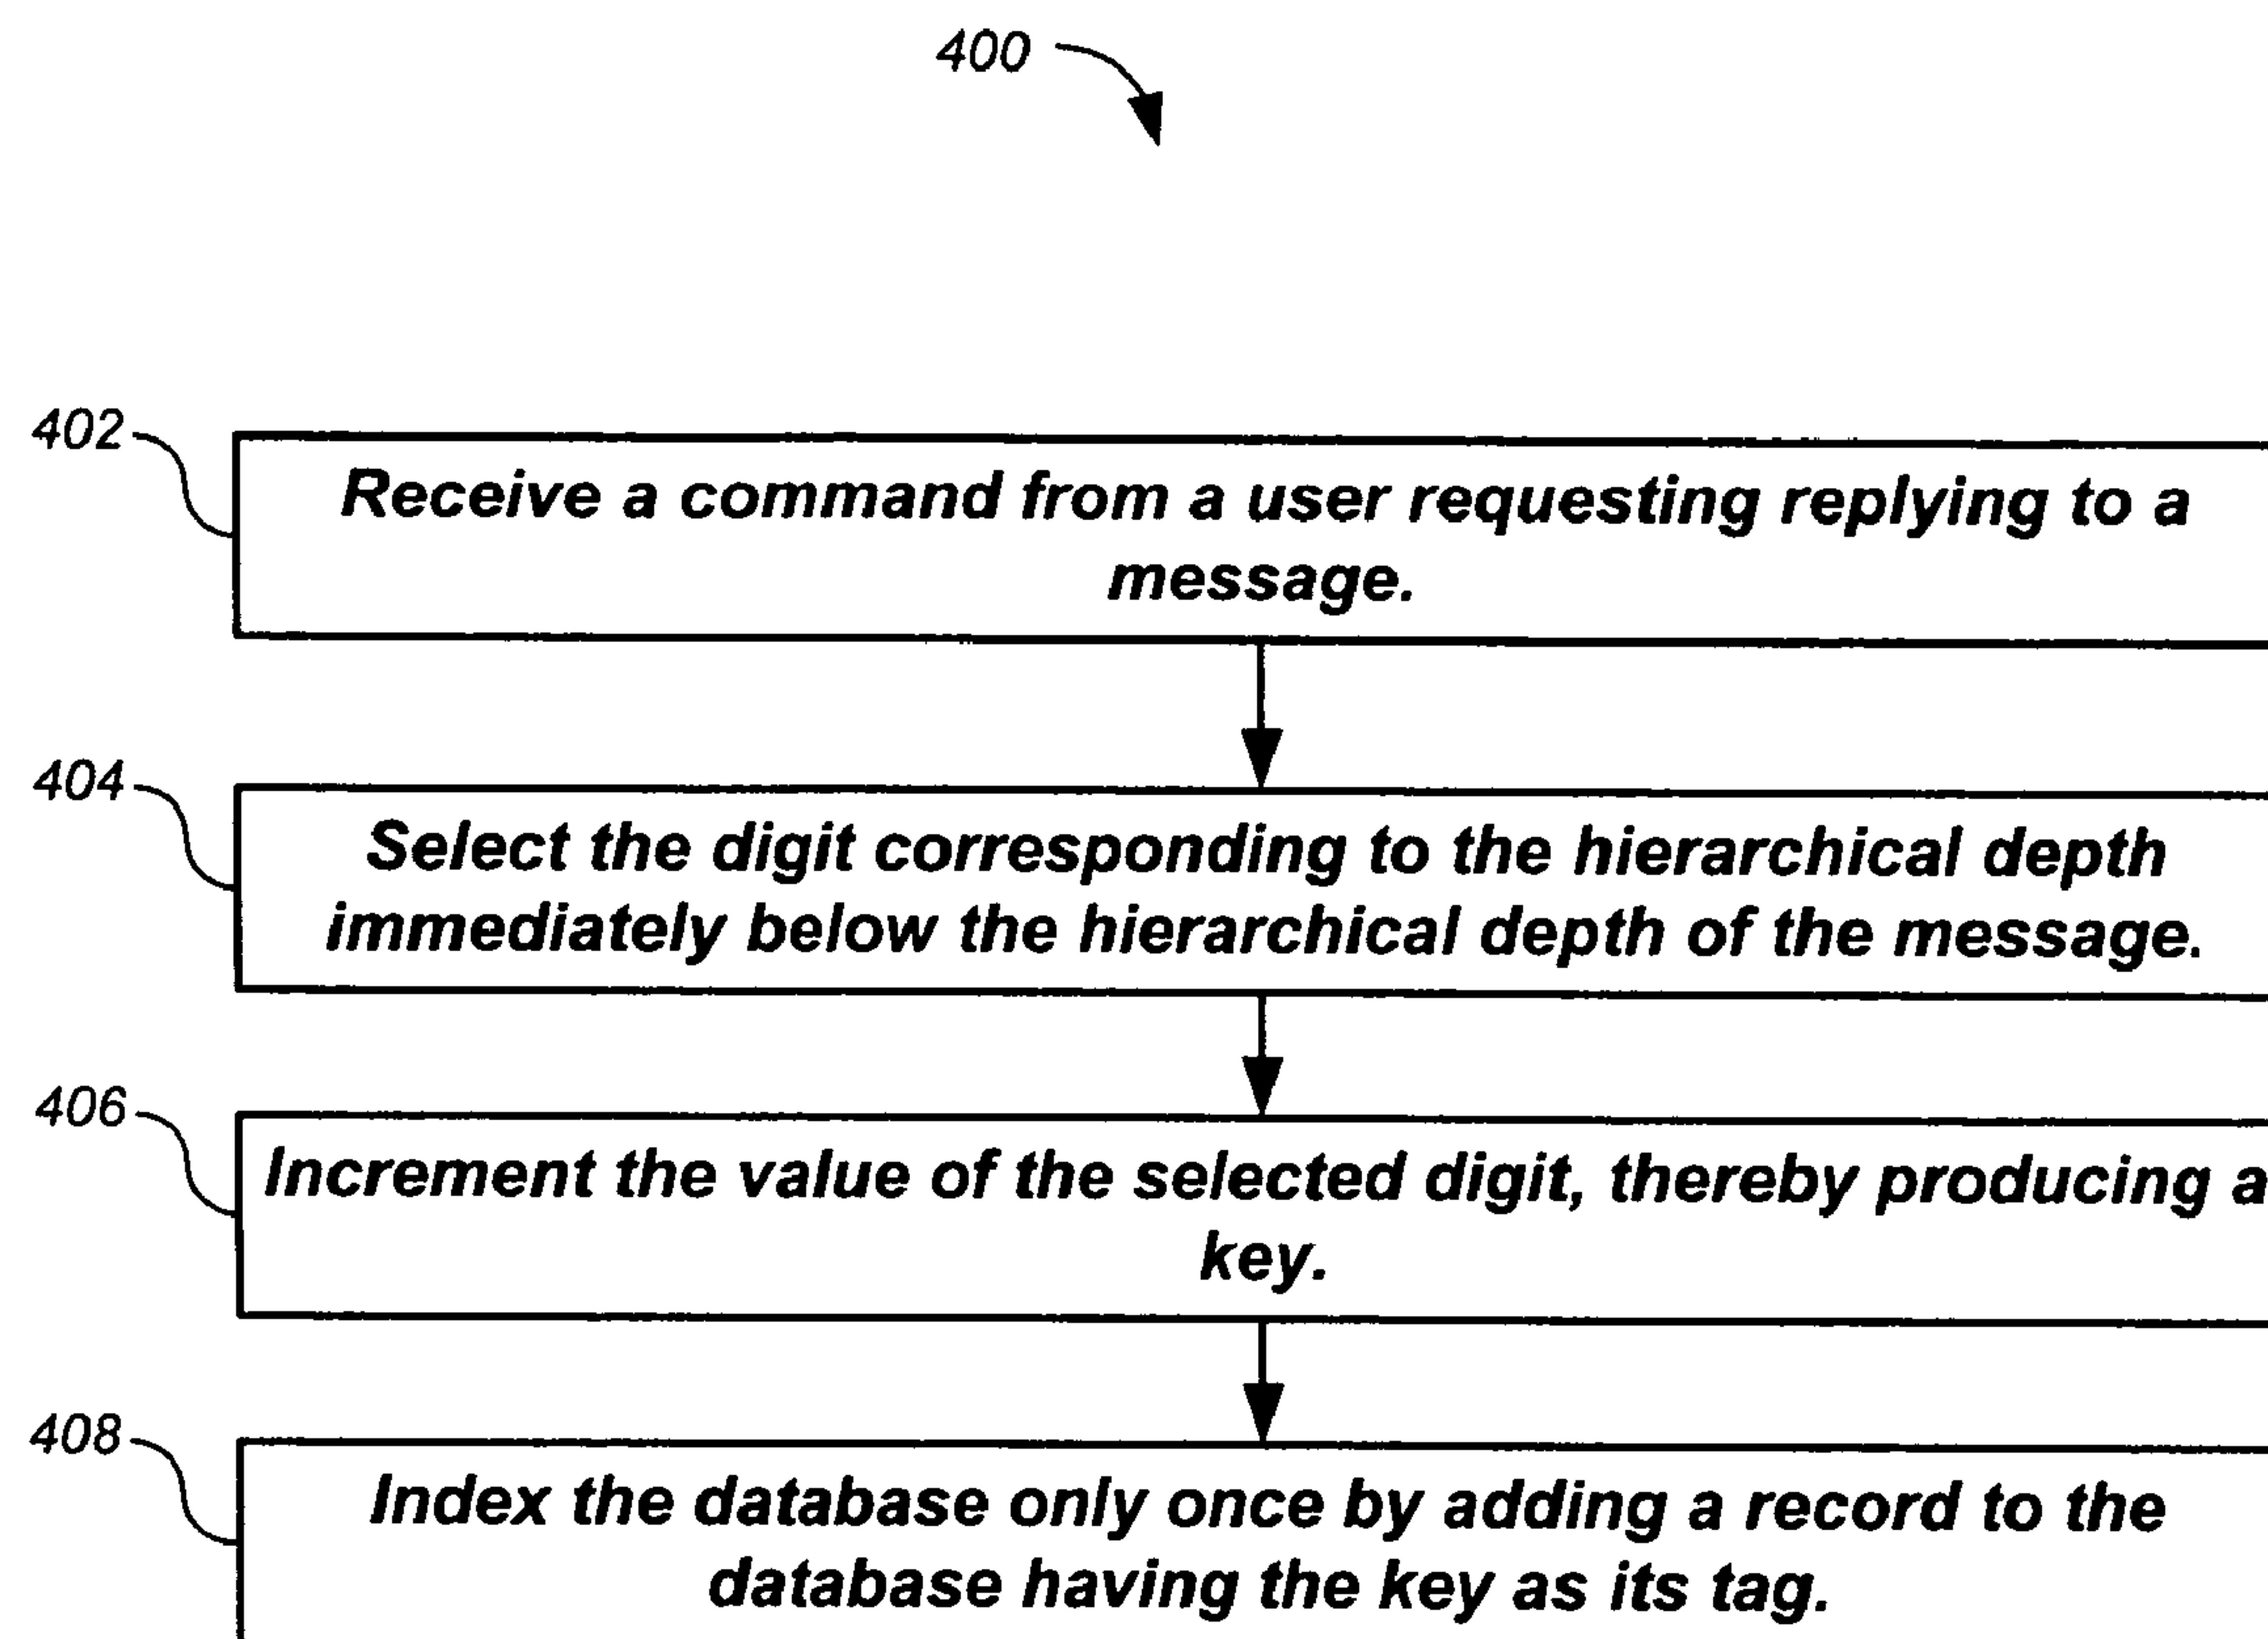 400
402
Receive a command from a user requesting replying to a
message.
404
Select the digit corresponding to the hierarchical depth
immediately below the hierarchical depth of the message.
406
Increment the value of the selected digit, thereby producing a
key.
408
Index the database only once by adding a record to the
database having the key as its tag.